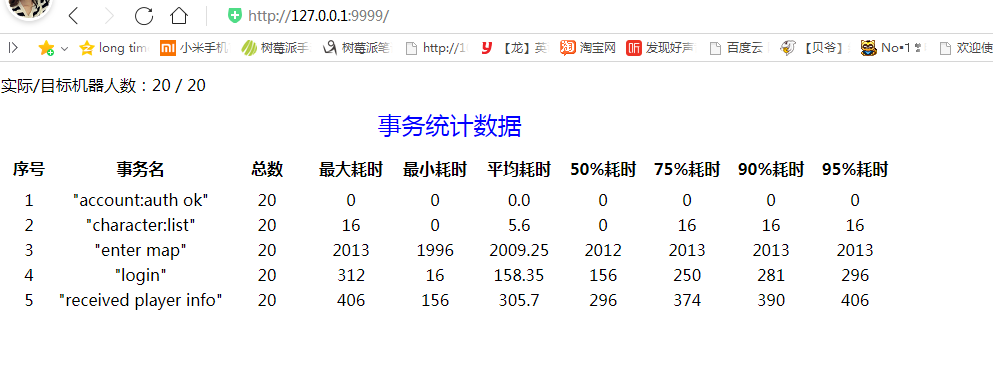 http://127.0.0.1:9999/
long tim 小米手机 树莓派手 树莓派笔 http://1 【龙】英 淘宝网 发现好声 百度云 【贝爷】 No•1 欢迎使
实际/目标机器人数：20 / 20
事务统计数据
序号 事务名 总数 最大耗时 最小耗时 平均耗时 50%耗时 75%耗时 90%耗时 95%耗时
1 "account:auth ok" 20 0 0 0.0 0 0 0 0
2 "character:list" 20 16 0 5.6 0 16 16 16
3 "enter map" 20 2013 1996 2009.25 2012 2013 2013 2013
4 "login" 20 312 16 158.35 156 250 281 296
5 "received player info" 20 406 156 305.7 296 374 390 406